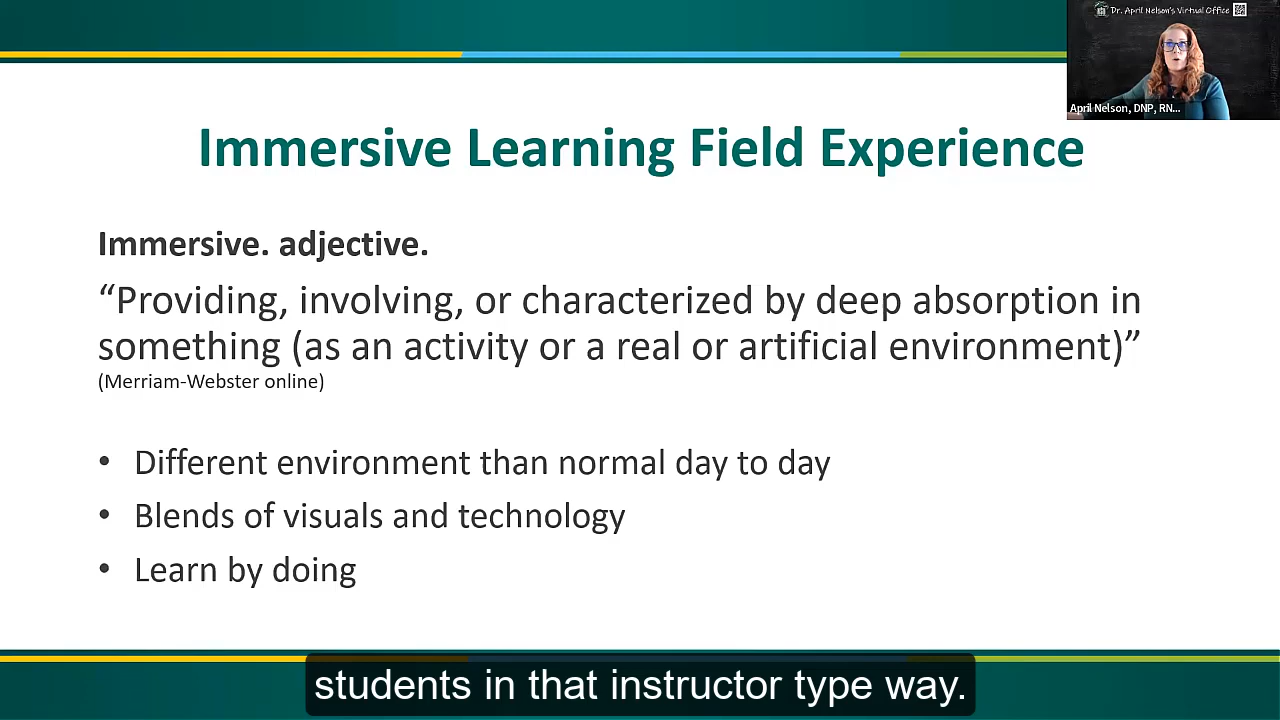 Dr. April Nelson's Virtual Office
April Nelson, DNP, RN...
Immersive Learning Field Experience
Immersive. adjective.
“Providing, involving, or characterized by deep absorption in
something (as an activity or a real or artificial environment)”
(Merriam-Webster online)
• Different environment than normal day to day
• Blends of visuals and technology
• Learn by doing
students in that instructor type way.